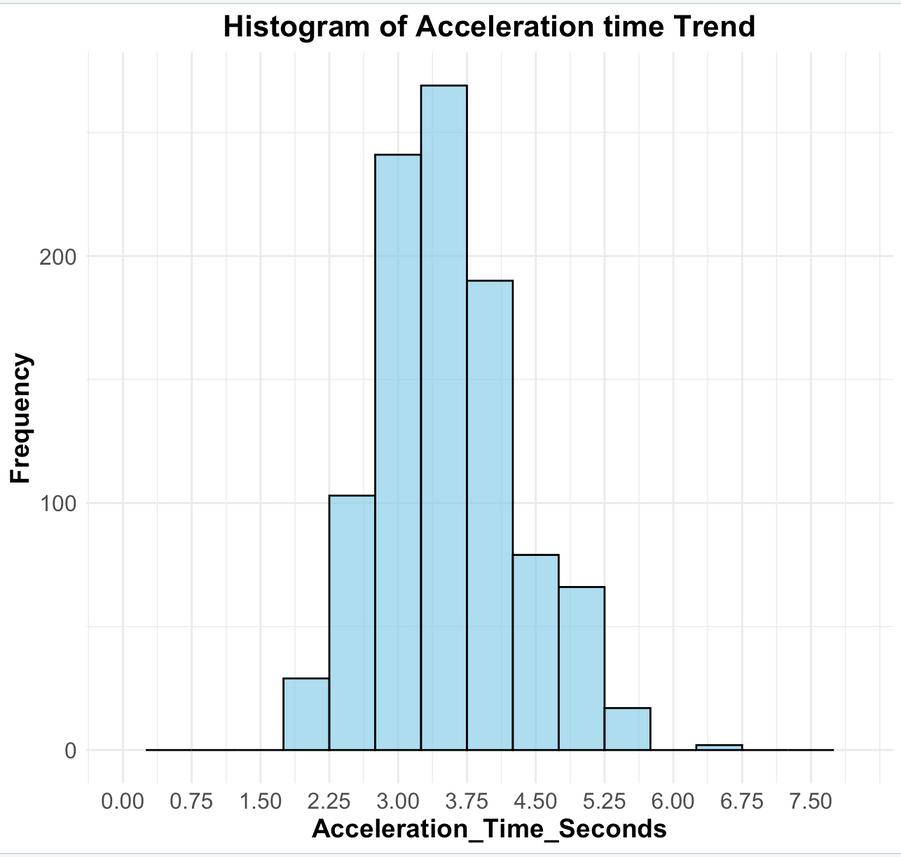 Histogram of Acceleration time Trend
Frequency
200
100
0
0.00 0.75 1.50 2.25 3.00 3.75 4.50 5.25 6.00 6.75 7.50
Acceleration_Time_Seconds